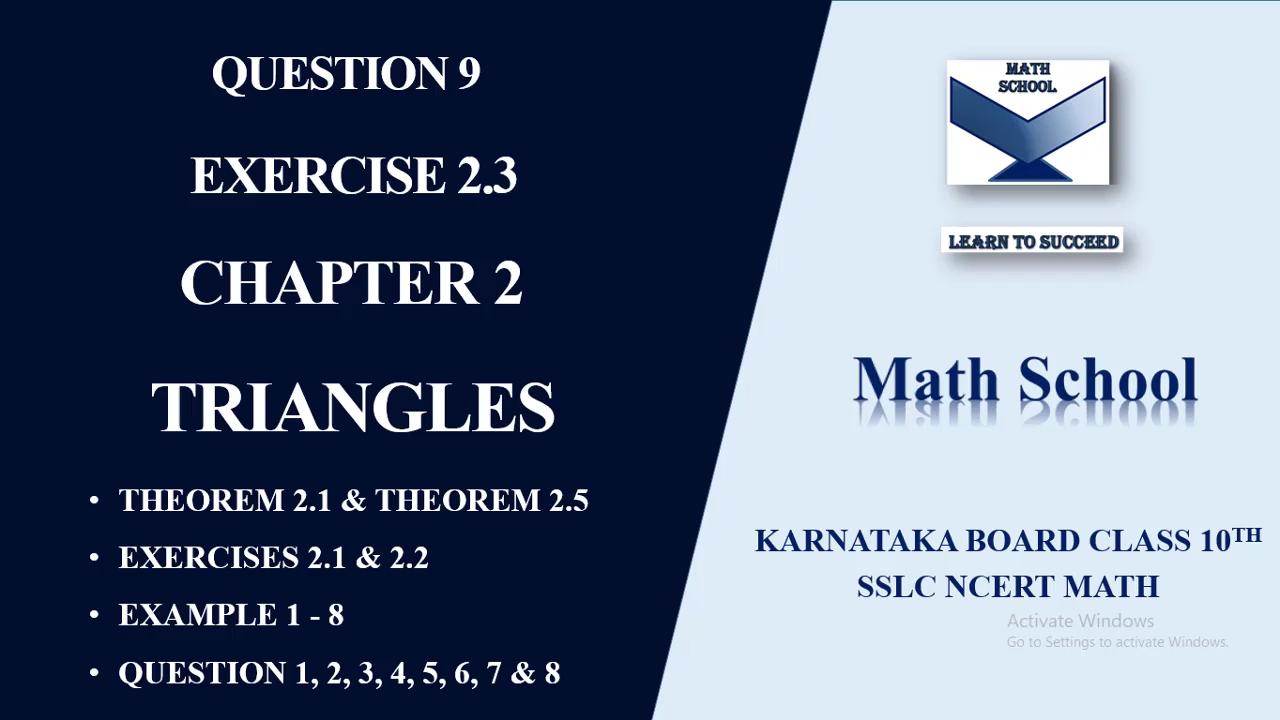 QUESTION 9
EXERCISE 2.3
CHAPTER 2
TRIANGLES
• THEOREM 2.1 & THEOREM 2.5
• EXERCISES 2.1 & 2.2
• EXAMPLE 1 - 8
• QUESTION 1, 2, 3, 4, 5, 6, 7 & 8
MATH
SCHOOL
LEARN TO SUCCEED
Math School
KARNATAKA BOARD CLASS 10TH
SSLC NCERT MATH
Activate Windows
Go to Settings to activate Windows.